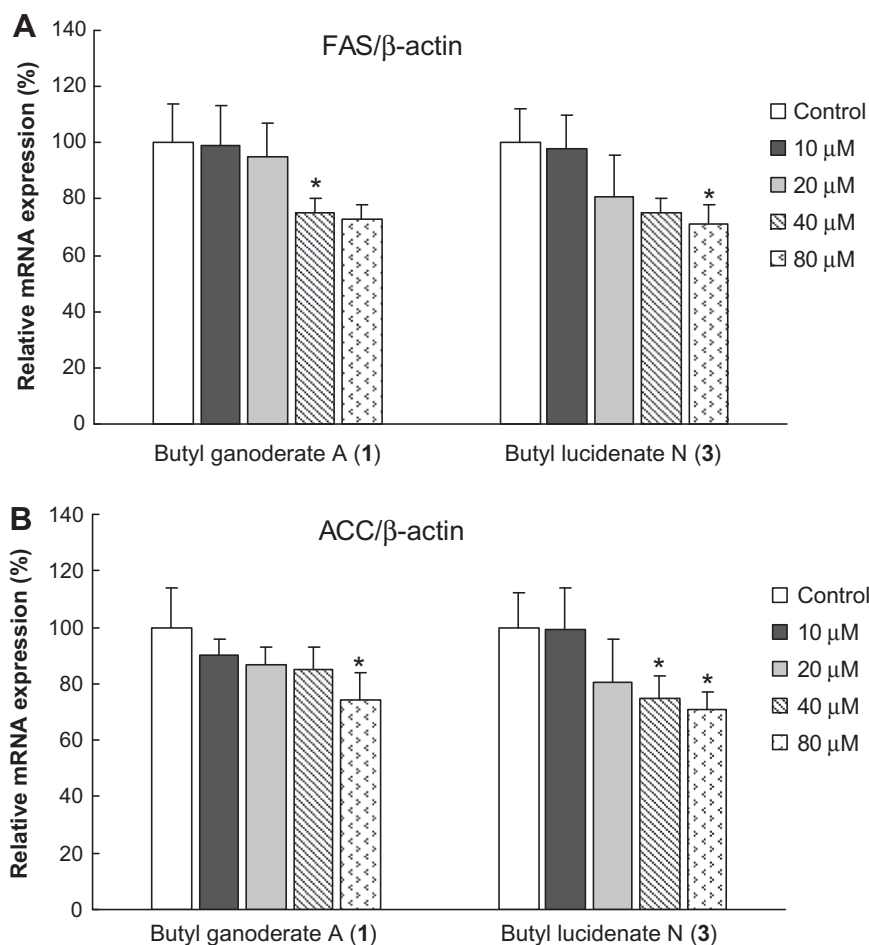 A
FAS/β-actin
Relative mRNA expression (%)
140
120
100
80
60
40
20
0
*
*
Control
10 μM
20 μM
40 μM
80 μM
Butyl ganoderate A (1)
Butyl lucidenate N (3)
B
ACC/β-actin
Relative mRNA expression (%)
140
120
100
80
60
40
20
0
*
*
*
Control
10 μM
20 μM
40 μM
80 μM
Butyl ganoderate A (1)
Butyl lucidenate N (3)